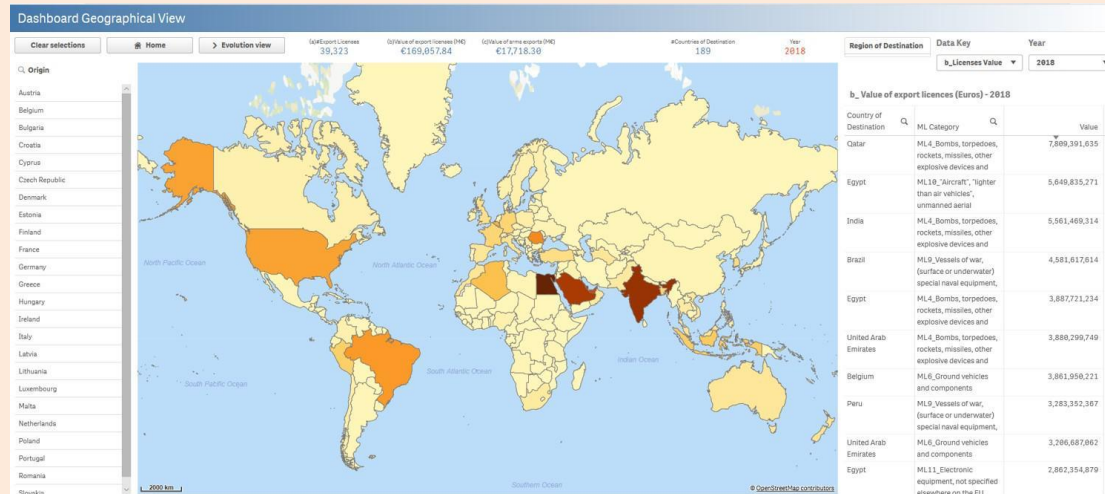 Dashboard Geographical View
Clear selections
Home
Evolution view
(a)#Export Licenses
39,323
(b)Value of export licenses (M€)
€169,057.84
(c)Value of arms exports (M€)
€17,718.30
#Countries of Destination
189
Year
2018
Region of Destination
Data Key
b_Licenses Value
Year
2018
Origin
Austria
Belgium
Bulgaria
Croatia
Cyprus
Czech Republic
Denmark
Estonia
Finland
France
Germany
Greece
Hungary
Ireland
Italy
Latvia
Lithuania
Luxembourg
Malta
Netherlands
Poland
Portugal
Romania
Slovakia
North Pacific Ocean
North Atlantic Ocean
South Pacific Ocean
South Atlantic Ocean
Indian Ocean
Southern Ocean
2000 km
© OpenStreetMap contributors
b_ Value of export licences (Euros) - 2018
Country of
Destination
ML Category
Value
Qatar
ML4_Bombs, torpedoes,
rockets, missiles, other
explosive devices and
7,809,391,635
Egypt
ML10_"Aircraft", "lighter
than air vehicles",
unmanned aerial
5,649,835,271
India
ML4_Bombs, torpedoes,
rockets, missiles, other
explosive devices and
5,561,469,314
Brazil
ML9_Vessels of war,
(surface or underwater)
special naval equipment,
4,581,617,614
Egypt
ML4_Bombs, torpedoes,
rockets, missiles, other
explosive devices and
3,887,721,234
United Arab
Emirates
ML4_Bombs, torpedoes,
rockets, missiles, other
explosive devices and
3,880,299,749
Belgium
ML6_Ground vehicles
and components
3,861,950,221
Peru
ML9_Vessels of war,
(surface or underwater)
special naval equipment,
3,283,352,367
United Arab
Emirates
ML6_Ground vehicles
and components
3,206,687,062
Egypt
ML11_Electronic
equipment, not specified
elsewhere on the EU
2,862,354,879